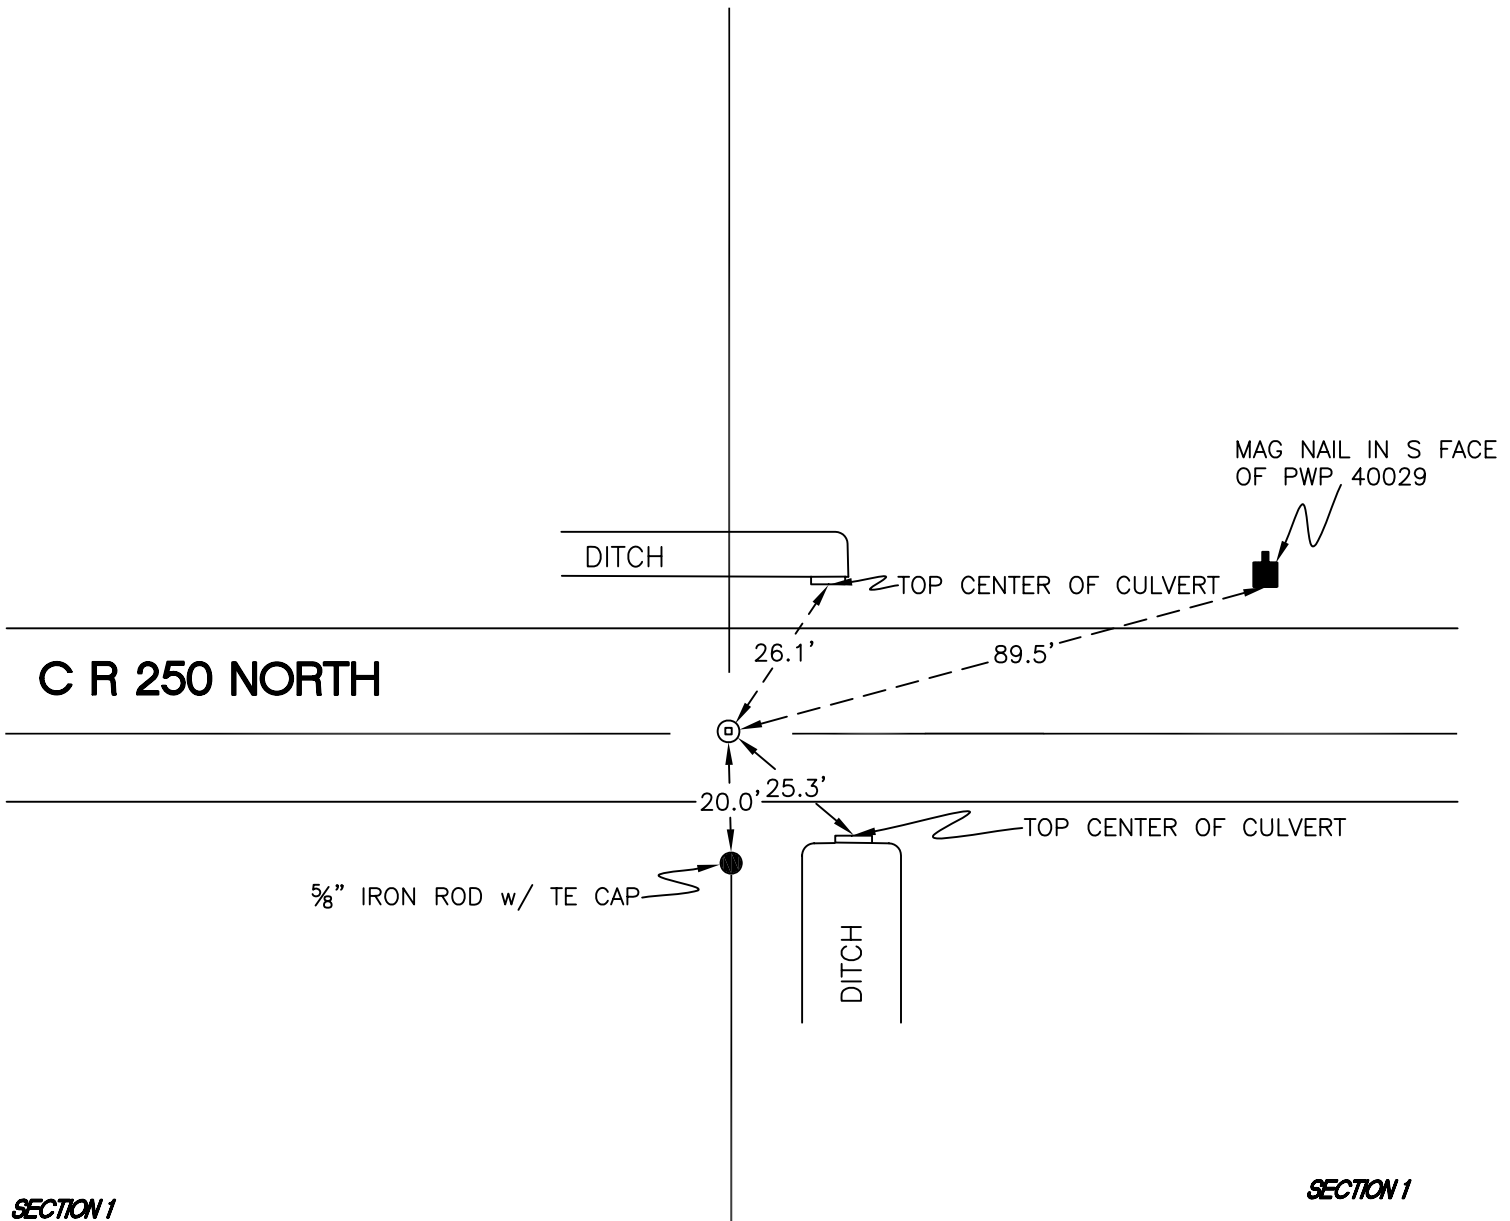 MAG NAIL IN S FACE
OF PWP 40029
DITCH
TOP CENTER OF CULVERT
26.1'
89.5'
C R 250 NORTH
25.3'
20.0'
TOP CENTER OF CULVERT
⅝" IRON ROD w/ TE CAP
DITCH
SECTION 1
SECTION 1